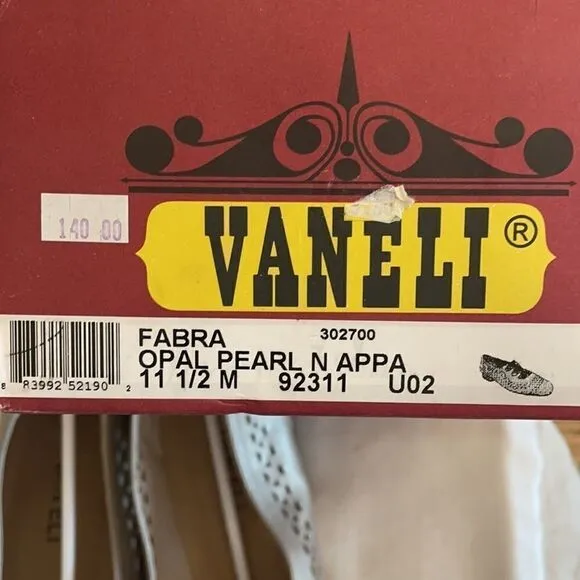 140.00
VANELI ®
FABRA 302700
OPAL PEARL N APPA
11 1/2 M 92311 U02
8 83992 52190 2